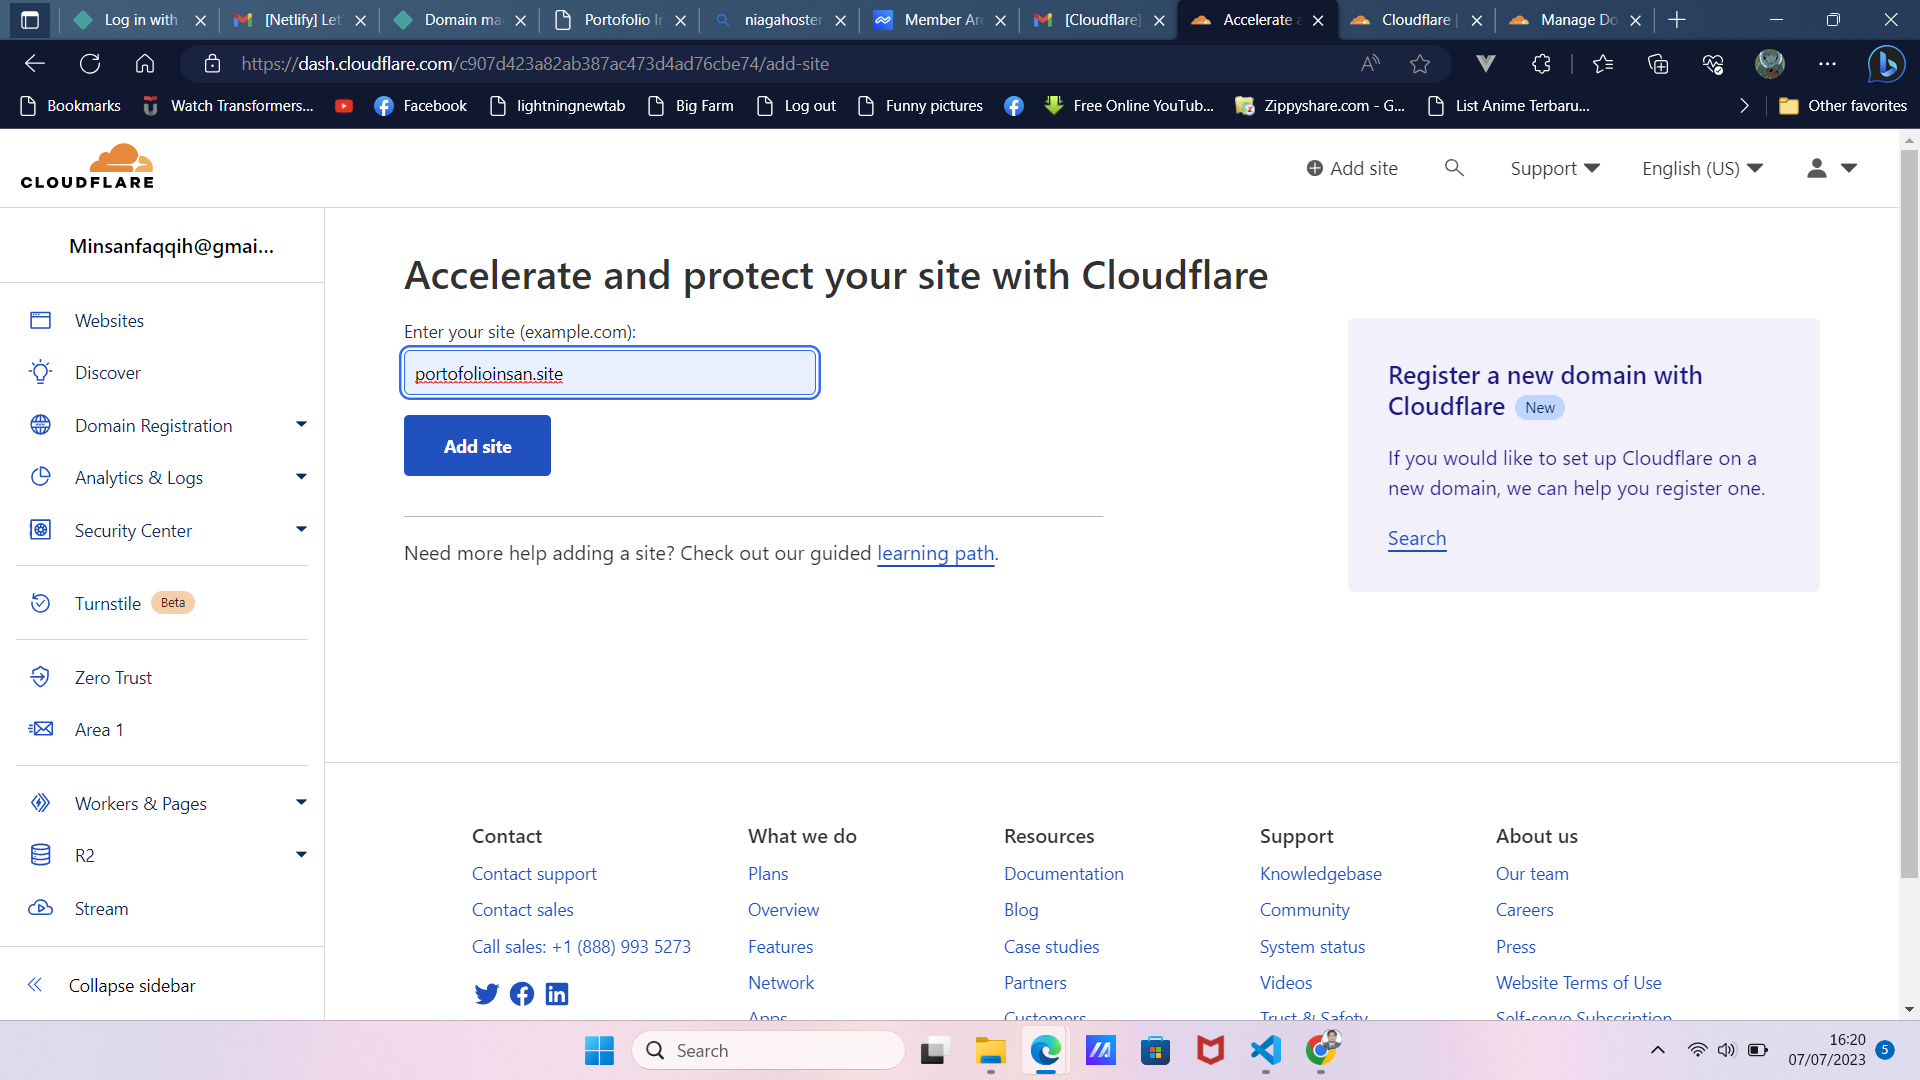 Log in with
[Netlify] Let'
Domain ma
Portofolio I
niagahoster
Member Are
[Cloudflare]
Accelerate a
Cloudflare |
Manage Do
https://dash.cloudflare.com/c907d423a82ab387ac473d4ad76cbe74/add-site
Bookmarks
Watch Transformers...
Facebook
lightningnewtab
Big Farm
Log out
Funny pictures
Free Online YouTub...
Zippyshare.com - G...
List Anime Terbaru...
Other favorites
CLOUDFLARE
Add site
Support
English (US)
Minsanfaqqih@gmai...
Websites
Discover
Domain Registration
Analytics & Logs
Security Center
Turnstile Beta
Zero Trust
Area 1
Workers & Pages
R2
Stream
Collapse sidebar
Accelerate and protect your site with Cloudflare
Enter your site (example.com):
portofolioinsan.site
Add site
Need more help adding a site? Check out our guided learning path.
Register a new domain with
Cloudflare New
If you would like to set up Cloudflare on a
new domain, we can help you register one.
Search
Contact
Contact support
Contact sales
Call sales: +1 (888) 993 5273
What we do
Plans
Overview
Features
Network
Apps
Resources
Documentation
Blog
Case studies
Partners
Customers
Support
Knowledgebase
Community
System status
Videos
Trust & Safety
About us
Our team
Careers
Press
Website Terms of Use
Self-serve Subscription
Search
16:20
07/07/2023
5